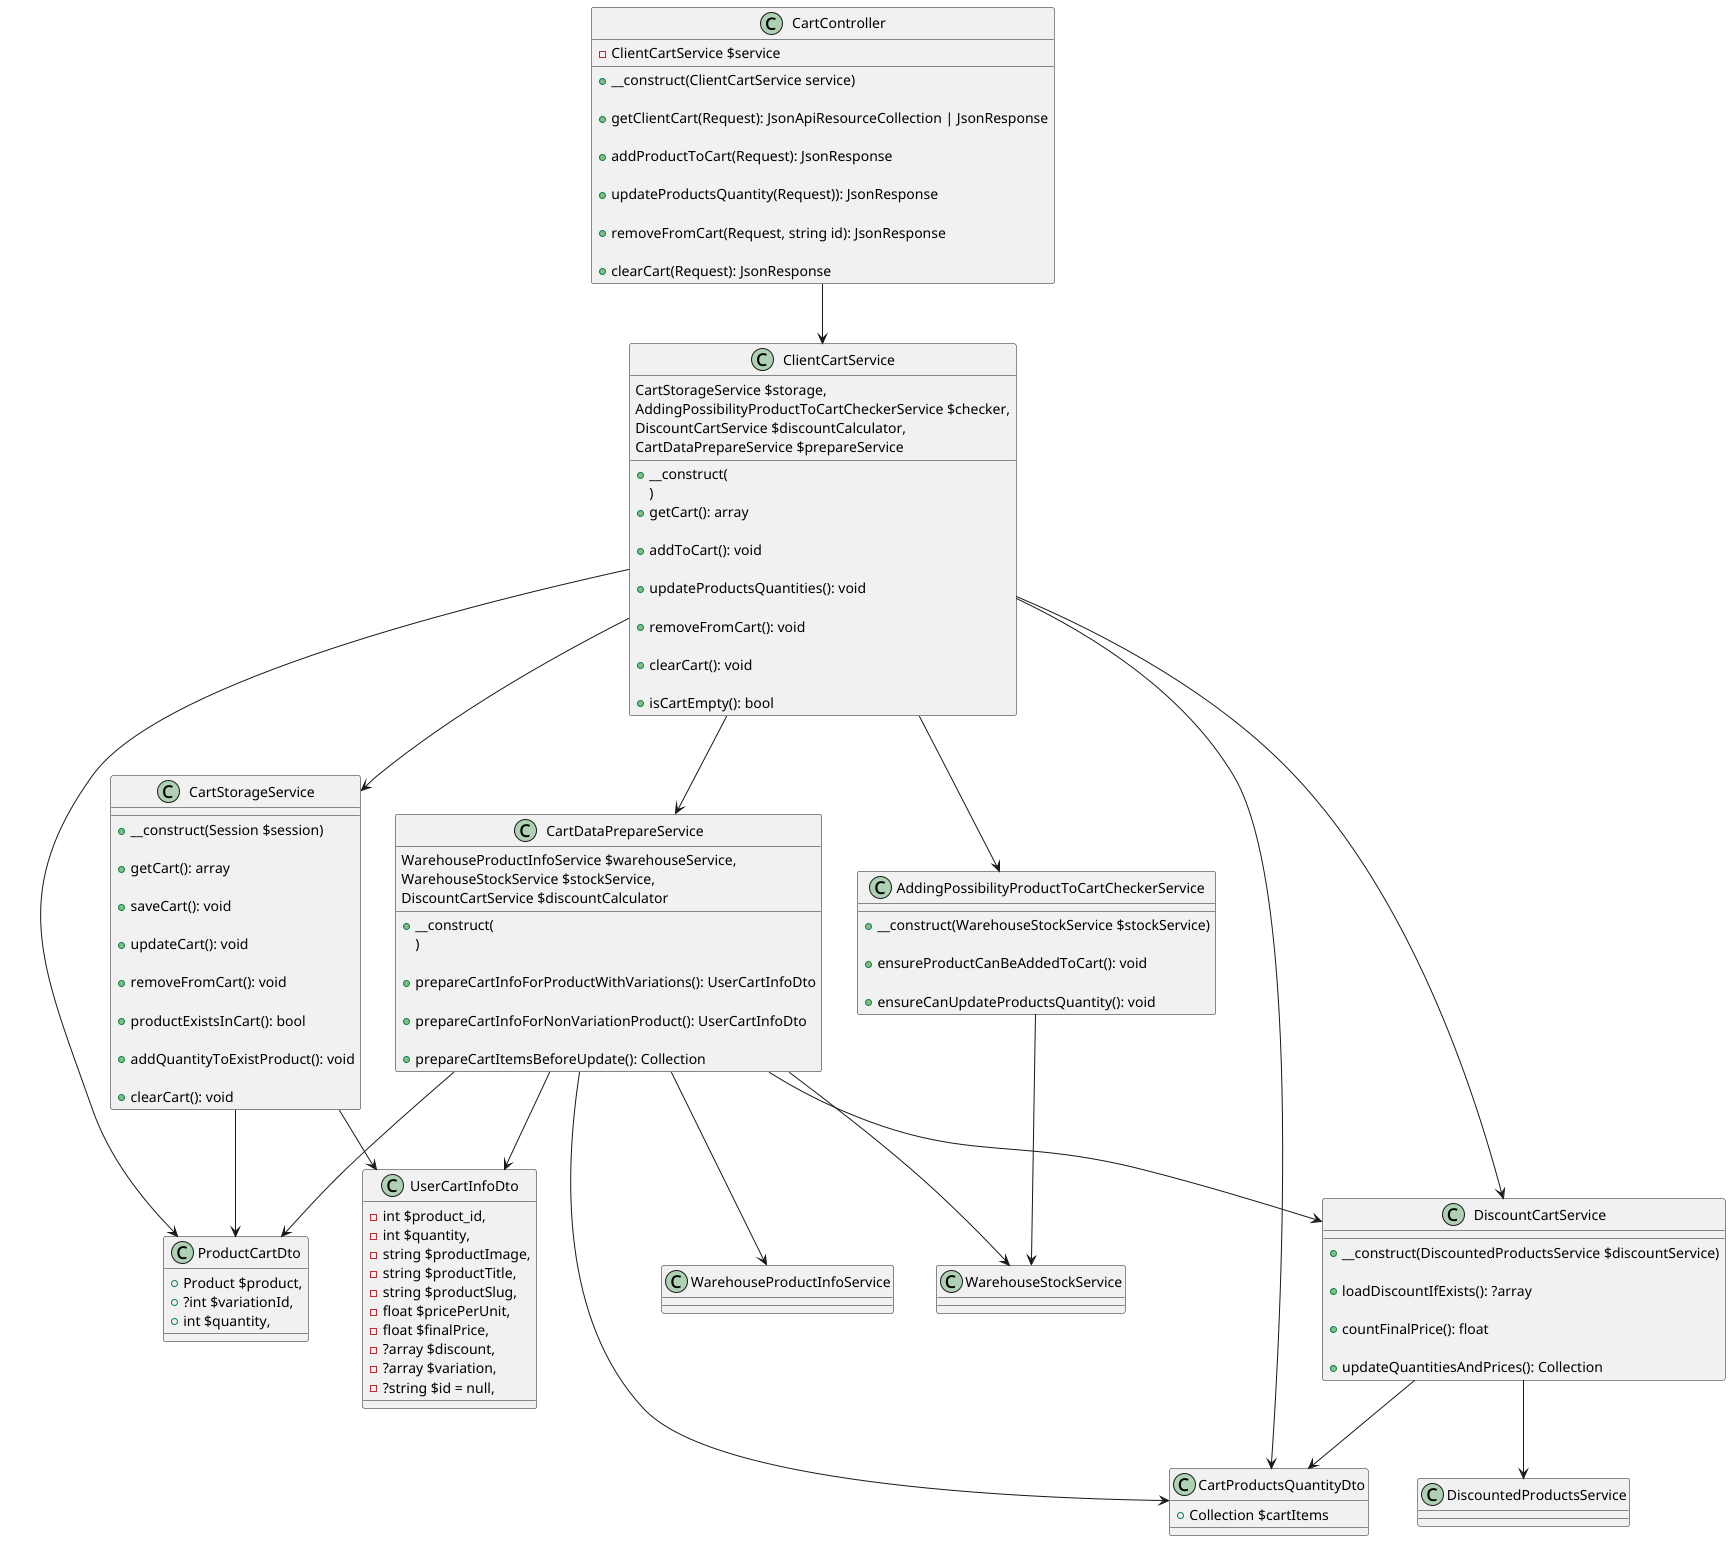 C CartController
ClientCartService $service
__construct(ClientCartService service)
getClientCart(Request): JsonApiResourceCollection | JsonResponse
addProductToCart(Request): JsonResponse
updateProductsQuantity(Request)): JsonResponse
removeFromCart(Request, string id): JsonResponse
clearCart(Request): JsonResponse
C ClientCartService
CartStorageService $storage,
AddingPossibilityProductToCartCheckerService $checker,
DiscountCartService $discountCalculator,
CartDataPrepareService $prepareService
__construct(
)
getCart(): array
addToCart(): void
updateProductsQuantities(): void
removeFromCart(): void
clearCart(): void
isCartEmpty(): bool
C CartStorageService
__construct(Session $session)
getCart(): array
saveCart(): void
updateCart(): void
removeFromCart(): void
productExistsInCart(): bool
addQuantityToExistProduct(): void
clearCart(): void
C CartDataPrepareService
WarehouseProductInfoService $warehouseService,
WarehouseStockService $stockService,
DiscountCartService $discountCalculator
__construct(
)
prepareCartInfoForProductWithVariations(): UserCartInfoDto
prepareCartInfoForNonVariationProduct(): UserCartInfoDto
prepareCartItemsBeforeUpdate(): Collection
C AddingPossibilityProductToCartCheckerService
__construct(WarehouseStockService $stockService)
ensureProductCanBeAddedToCart(): void
ensureCanUpdateProductsQuantity(): void
C ProductCartDto
Product $product,
?int $variationId,
int $quantity,
C UserCartInfoDto
int $product_id,
int $quantity,
string $productImage,
string $productTitle,
string $productSlug,
float $pricePerUnit,
float $finalPrice,
?array $discount,
?array $variation,
?string $id = null,
C WarehouseProductInfoService
C WarehouseStockService
C DiscountCartService
__construct(DiscountedProductsService $discountService)
loadDiscountIfExists(): ?array
countFinalPrice(): float
updateQuantitiesAndPrices(): Collection
C CartProductsQuantityDto
Collection $cartItems
C DiscountedProductsService